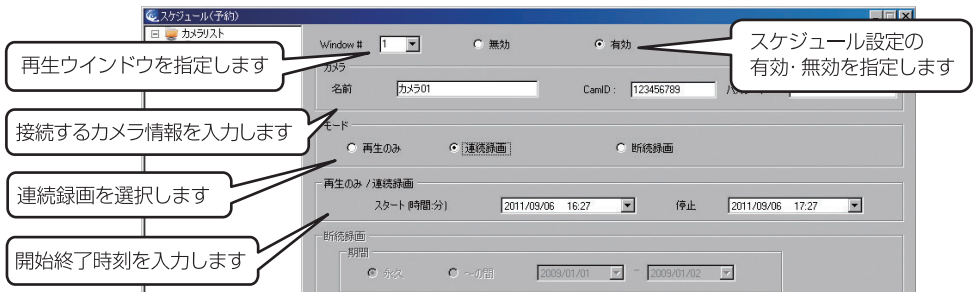 スケジュール(予約)
カメラリスト
Window # 1 無効 有効
スケジュール設定の
有効・無効を指定します
再生ウインドウを指定します
カメラ
名前 カメラ01 CamID : 123456789
接続するカメラ情報を入力します
モード
再生のみ 連続録画 断続録画
連続録画を選択します
再生のみ / 連続録画
スタート (時間:分) 2011/09/06 16:27 停止 2011/09/06 17:27
開始終了時刻を入力します
断続録画
期間
永久 ～の間 2009/01/01 ~ 2009/01/02